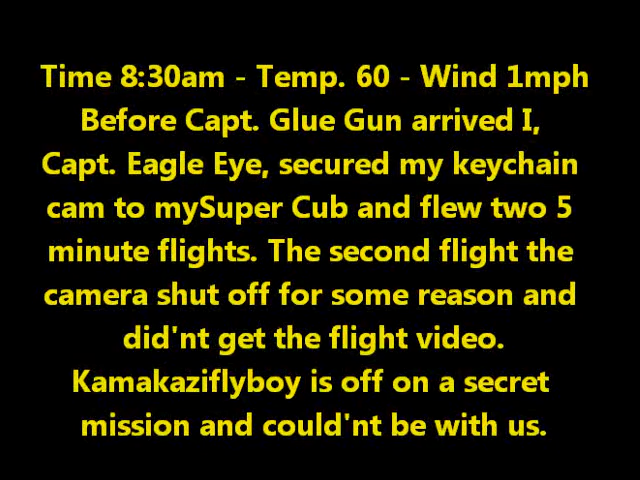 Time 8:30am - Temp. 60 - Wind 1mph
Before Capt. Glue Gun arrived I,
Capt. Eagle Eye, secured my keychain
cam to mySuper Cub and flew two 5
minute flights. The second flight the
camera shut off for some reason and
did'nt get the flight video.
Kamakaziflyboy is off on a secret
mission and could'nt be with us.